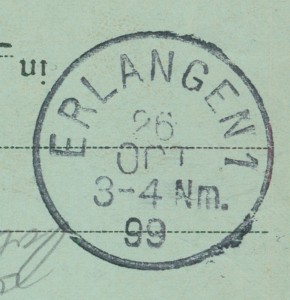 in
ERLANGEN 1
26
OCT
3-4 Nm.
99